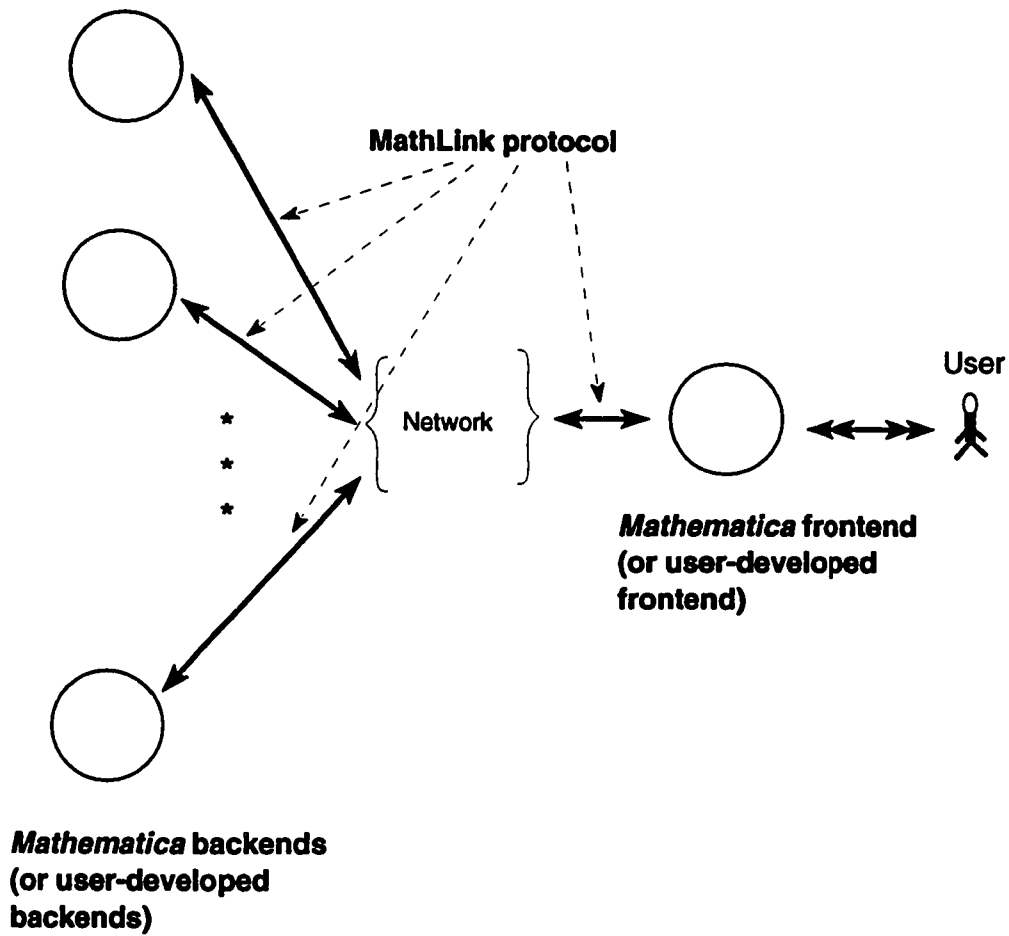 MathLink protocol
User
Network
*
*
*
Mathematica frontend
(or user-developed
frontend)
Mathematica backends
(or user-developed
backends)